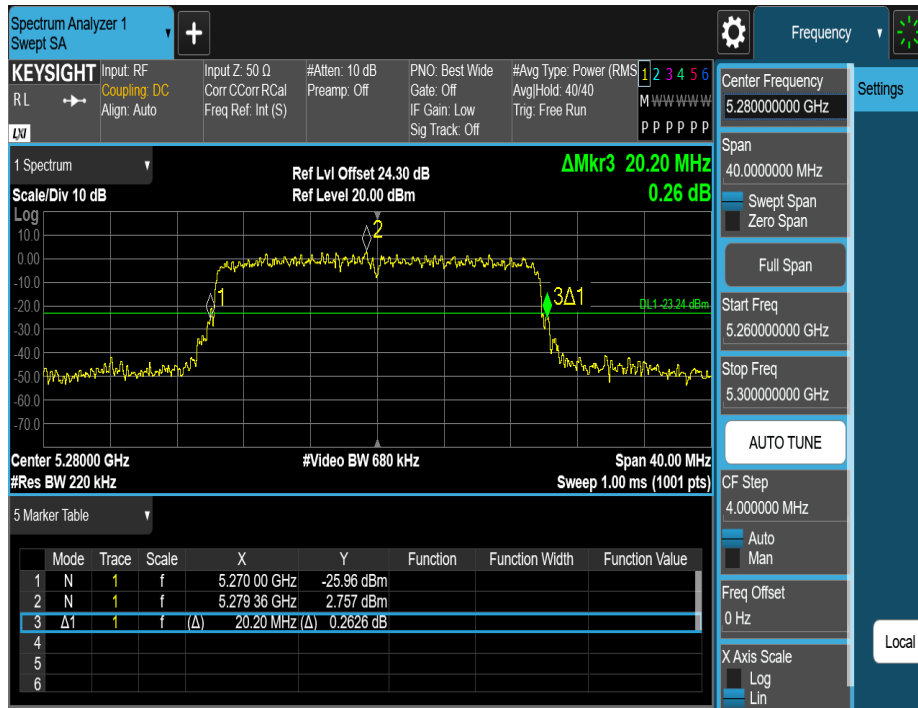 Spectrum Analyzer 1
Swept SA
+
Frequency
KEYSIGHT
RL
LXI
Input: RF
Coupling: DC
Align: Auto
Input Z: 50 Ω
Corr CCorr RCal
Freq Ref: Int (S)
#Atten: 10 dB
Preamp: Off
PNO: Best Wide
Gate: Off
IF Gain: Low
Sig Track: Off
#Avg Type: Power (RMS
Avg|Hold: 40/40
Trig: Free Run
1 2 3 4 5 6
M W W W W W
P P P P P P
1 Spectrum
Scale/Div 10 dB
Ref Lvl Offset 24.30 dB
Ref Level 20.00 dBm
ΔMkr3 20.20 MHz
0.26 dB
Log
10.0
0.00
-10.0
-20.0
-30.0
-40.0
-50.0
-60.0
-70.0
2
1
3Δ1
DL1 -23.24 dBm
Center 5.28000 GHz
#Video BW 680 kHz
Span 40.00 MHz
#Res BW 220 kHz
Sweep 1.00 ms (1001 pts)
5 Marker Table
Mode Trace Scale X Y Function Function Width Function Value
1 N 1 f 5.270 00 GHz -25.96 dBm
2 N 1 f 5.279 36 GHz 2.757 dBm
3 Δ1 1 f (Δ) 20.20 MHz (Δ) 0.2626 dB
4
5
6
Center Frequency
5.280000000 GHz
Span
40.0000000 MHz
Swept Span
Zero Span
Full Span
Start Freq
5.260000000 GHz
Stop Freq
5.300000000 GHz
AUTO TUNE
CF Step
4.000000 MHz
Auto
Man
Freq Offset
0 Hz
X Axis Scale
Log
Lin
Settings
Local